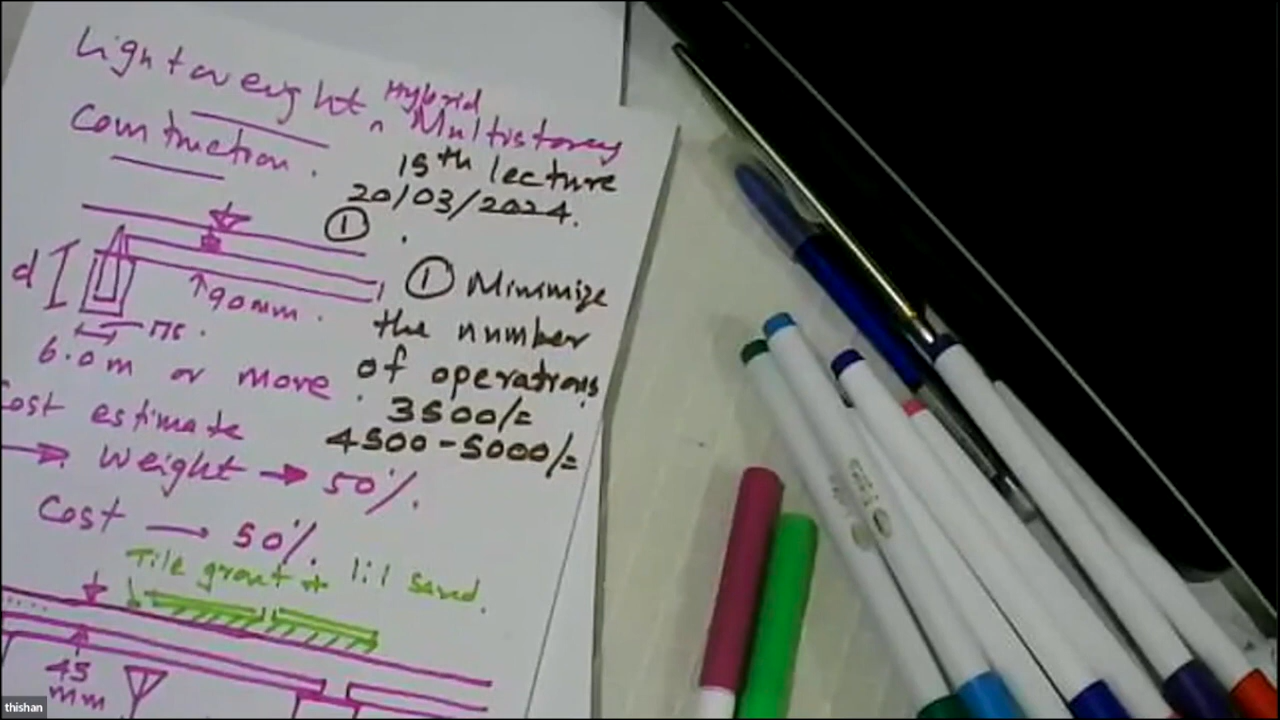 Lightweight Hybrid Multistorey
Construction.
15th lecture
20/03/2024.
①
d
90mm.
175.
6.0m or more
① Minimize
the number
of operations.
3500/=
4500-5000/=
Cost estimate
→ Weight → 50%.
Cost → 50%.
Tile grout + 1:1 sand.
45
mm
thishan